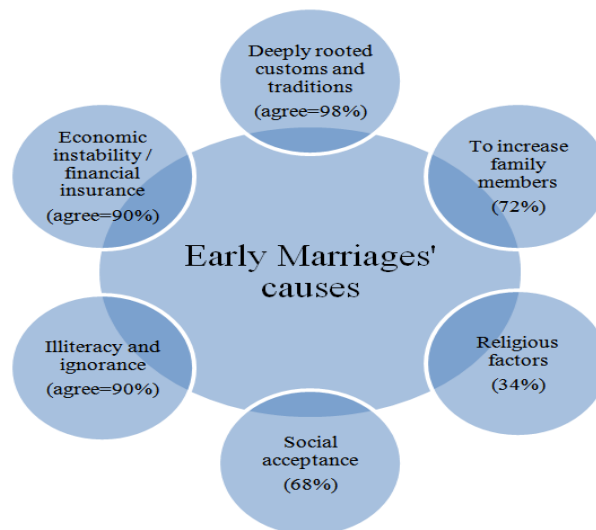 Deeply rooted
customs and
traditions
(agree=98%)
To increase
family
members
(72%)
Religious
factors
(34%)
Social
acceptance
(68%)
Illiteracy and
ignorance
(agree=90%)
Economic
instability /
financial
insurance
(agree=90%)
Early Marriages'
causes